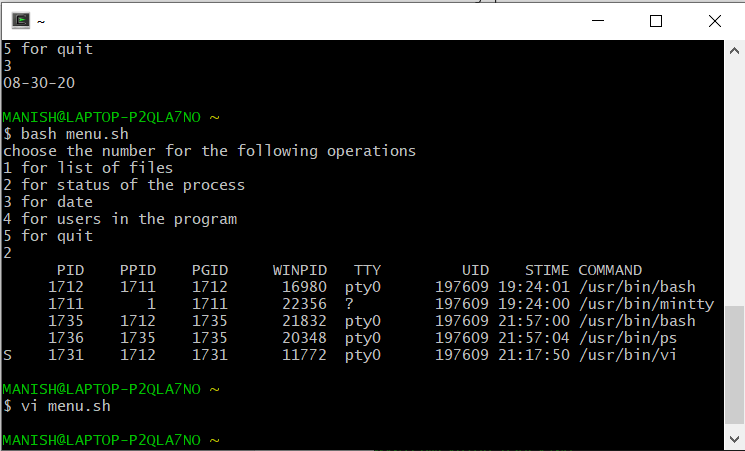 ~
5 for quit
3
08-30-20
MANISH@LAPTOP-P2QLA7NO ~
$ bash menu.sh
choose the number for the following operations
1 for list of files
2 for status of the process
3 for date
4 for users in the program
5 for quit
2
      PID    PPID    PGID     WINPID   TTY         UID    STIME COMMAND
     1712    1711    1712      16980  pty0      197609 19:24:01 /usr/bin/bash
     1711       1    1711      22356  ?         197609 19:24:00 /usr/bin/mintty
     1735    1712    1735      21832  pty0      197609 21:57:00 /usr/bin/bash
     1736    1735    1735      20348  pty0      197609 21:57:04 /usr/bin/ps
S    1731    1712    1731      11772  pty0      197609 21:17:50 /usr/bin/vi
MANISH@LAPTOP-P2QLA7NO ~
$ vi menu.sh
MANISH@LAPTOP-P2QLA7NO ~